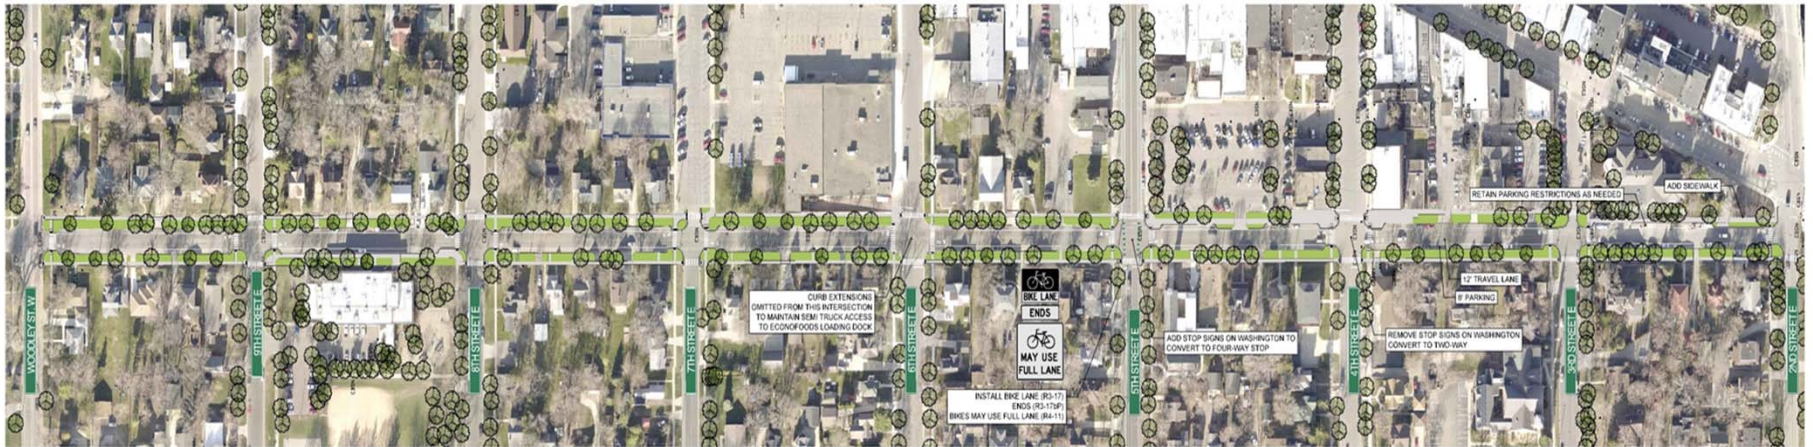 RETAIN PARKING RESTRICTIONS AS NEEDED
ADD SIDEWALK
WOODLEY ST. W
9TH STREET E
8TH STREET E
7TH STREET E
CURB EXTENSIONS
OMITTED FROM THIS INTERSECTION
TO MAINTAIN SEMI TRUCK ACCESS
TO ECONOFOODS LOADING DOCK
6TH STREET E
BIKE LANE
ENDS
MAY USE
FULL LANE
INSTALL BIKE LANE (R3-17)
ENDS (R3-17bP)
BIKES MAY USE FULL LANE (R4-11)
5TH STREET E
ADD STOP SIGNS ON WASHINGTON TO
CONVERT TO FOUR-WAY STOP
4TH STREET E
12' TRAVEL LANE
8' PARKING
REMOVE STOP SIGNS ON WASHINGTON
CONVERT TO TWO-WAY
3RD STREET E
2ND STREET E